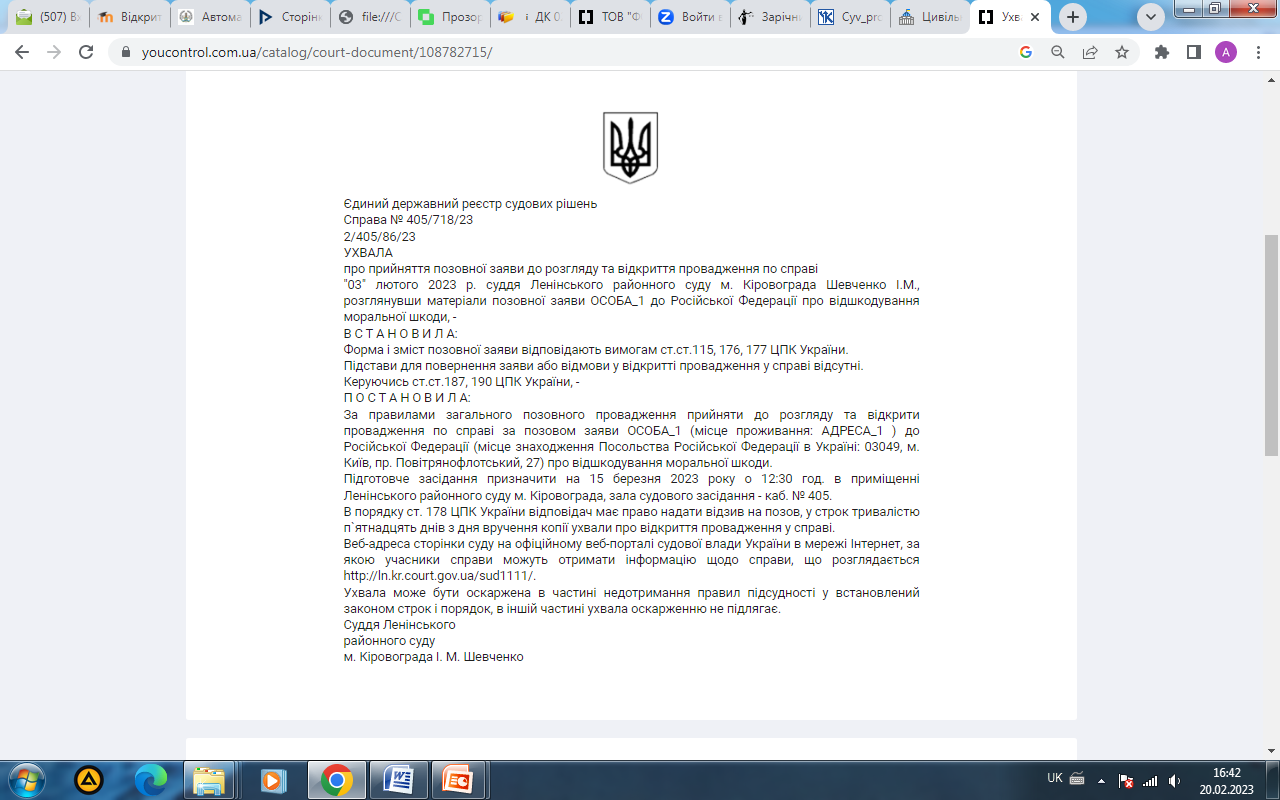 (507) Вх
Відкрит
Автома
Сторінк
file:///C
Прозор
ДК 0
ТОВ "Ф
Войти в
Зарічн
Cyv_pro
Цивіль
Ухва
youcontrol.com.ua/catalog/court-document/108782715/
A
Єдиний державний реєстр судових рішень
Справа № 405/718/23
2/405/86/23
УХВАЛА
про прийняття позовної заяви до розгляду та відкриття провадження по справі
"03" лютого 2023 р. суддя Ленінського районного суду м. Кіровограда Шевченко І.М.,
розглянувши матеріали позовної заяви ОСОБА_1 до Російської Федерації про відшкодування
моральної шкоди, -
В С Т А Н О В И Л А:
Форма і зміст позовної заяви відповідають вимогам ст.ст.115, 176, 177 ЦПК України.
Підстави для повернення заяви або відмови у відкритті провадження у справі відсутні.
Керуючись ст.ст.187, 190 ЦПК України, -
П О С Т А Н О В И Л А:
За правилами загального позовного провадження прийняти до розгляду та відкрити
провадження по справі за позовом заяви ОСОБА_1 (місце проживання: АДРЕСА_1 ) до
Російської Федерації (місце знаходження Посольства Російської Федерації в Україні: 03049, м.
Київ, пр. Повітрянофлотський, 27) про відшкодування моральної шкоди.
Підготовче засідання призначити на 15 березня 2023 року о 12:30 год. в приміщенні
Ленінського районного суду м. Кіровограда, зала судового засідання - каб. № 405.
В порядку ст. 178 ЦПК України відповідач має право надати відзив на позов, у строк тривалістю
п`ятнадцять днів з дня вручення копії ухвали про відкриття провадження у справі.
Веб-адреса сторінки суду на офіційному веб-порталі судової влади України в мережі Інтернет, за
якою учасники справи можуть отримати інформацію щодо справи, що розглядається
http://ln.kr.court.gov.ua/sud1111/.
Ухвала може бути оскаржена в частині недотримання правил підсудності у встановлений
законом строк і порядок, в іншій частині ухвала оскарженню не підлягає.
Суддя Ленінського
районного суду
м. Кіровограда І. М. Шевченко
UK
16:42
20.02.2023